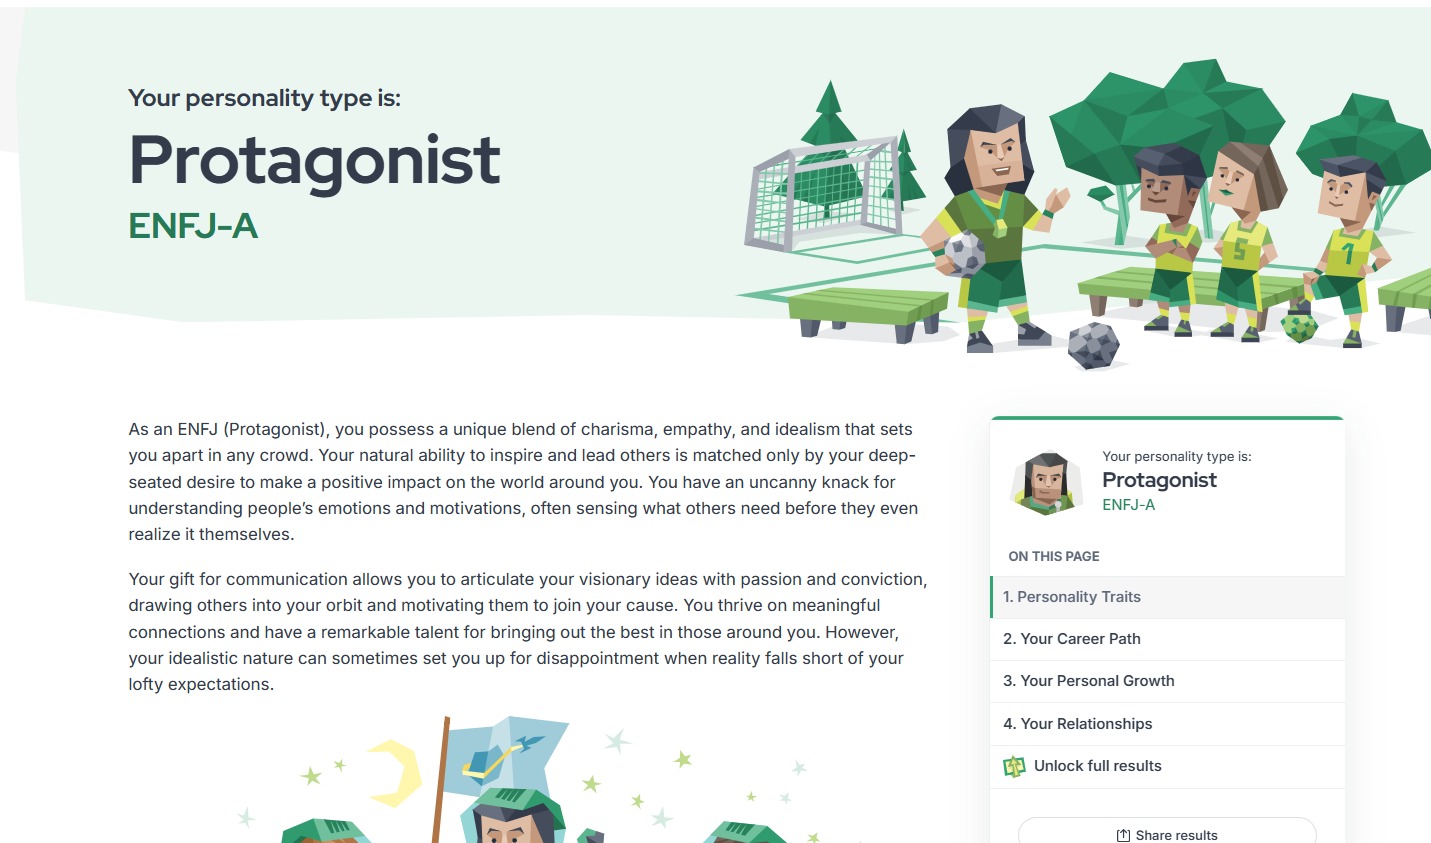 Your personality type is:
Protagonist
ENFJ-A
5
1
As an ENFJ (Protagonist), you possess a unique blend of charisma, empathy, and idealism that sets
you apart in any crowd. Your natural ability to inspire and lead others is matched only by your deep-
seated desire to make a positive impact on the world around you. You have an uncanny knack for
understanding people’s emotions and motivations, often sensing what others need before they even
realize it themselves.
Your gift for communication allows you to articulate your visionary ideas with passion and conviction,
drawing others into your orbit and motivating them to join your cause. You thrive on meaningful
connections and have a remarkable talent for bringing out the best in those around you. However,
your idealistic nature can sometimes set you up for disappointment when reality falls short of your
lofty expectations.
Your personality type is:
Protagonist
ENFJ-A
ON THIS PAGE
1. Personality Traits
2. Your Career Path
3. Your Personal Growth
4. Your Relationships
Unlock full results
Share results